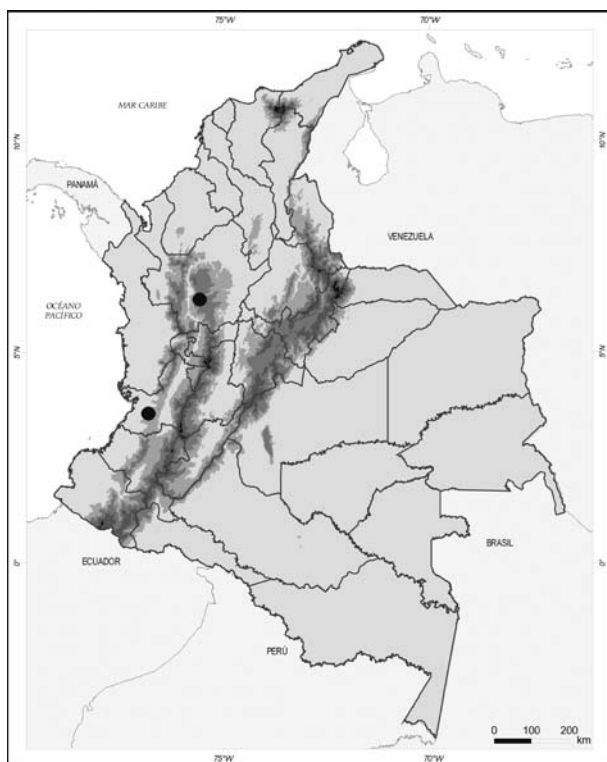 75°W
70°W
MAR CARIBE
10°N
10°N
PANAMÁ
VENEZUELA
OCÉANO
PACÍFICO
5°N
5°N
BRASIL
0°
0°
ECUADOR
PERÚ
0 100 200
km
75°W
70°W